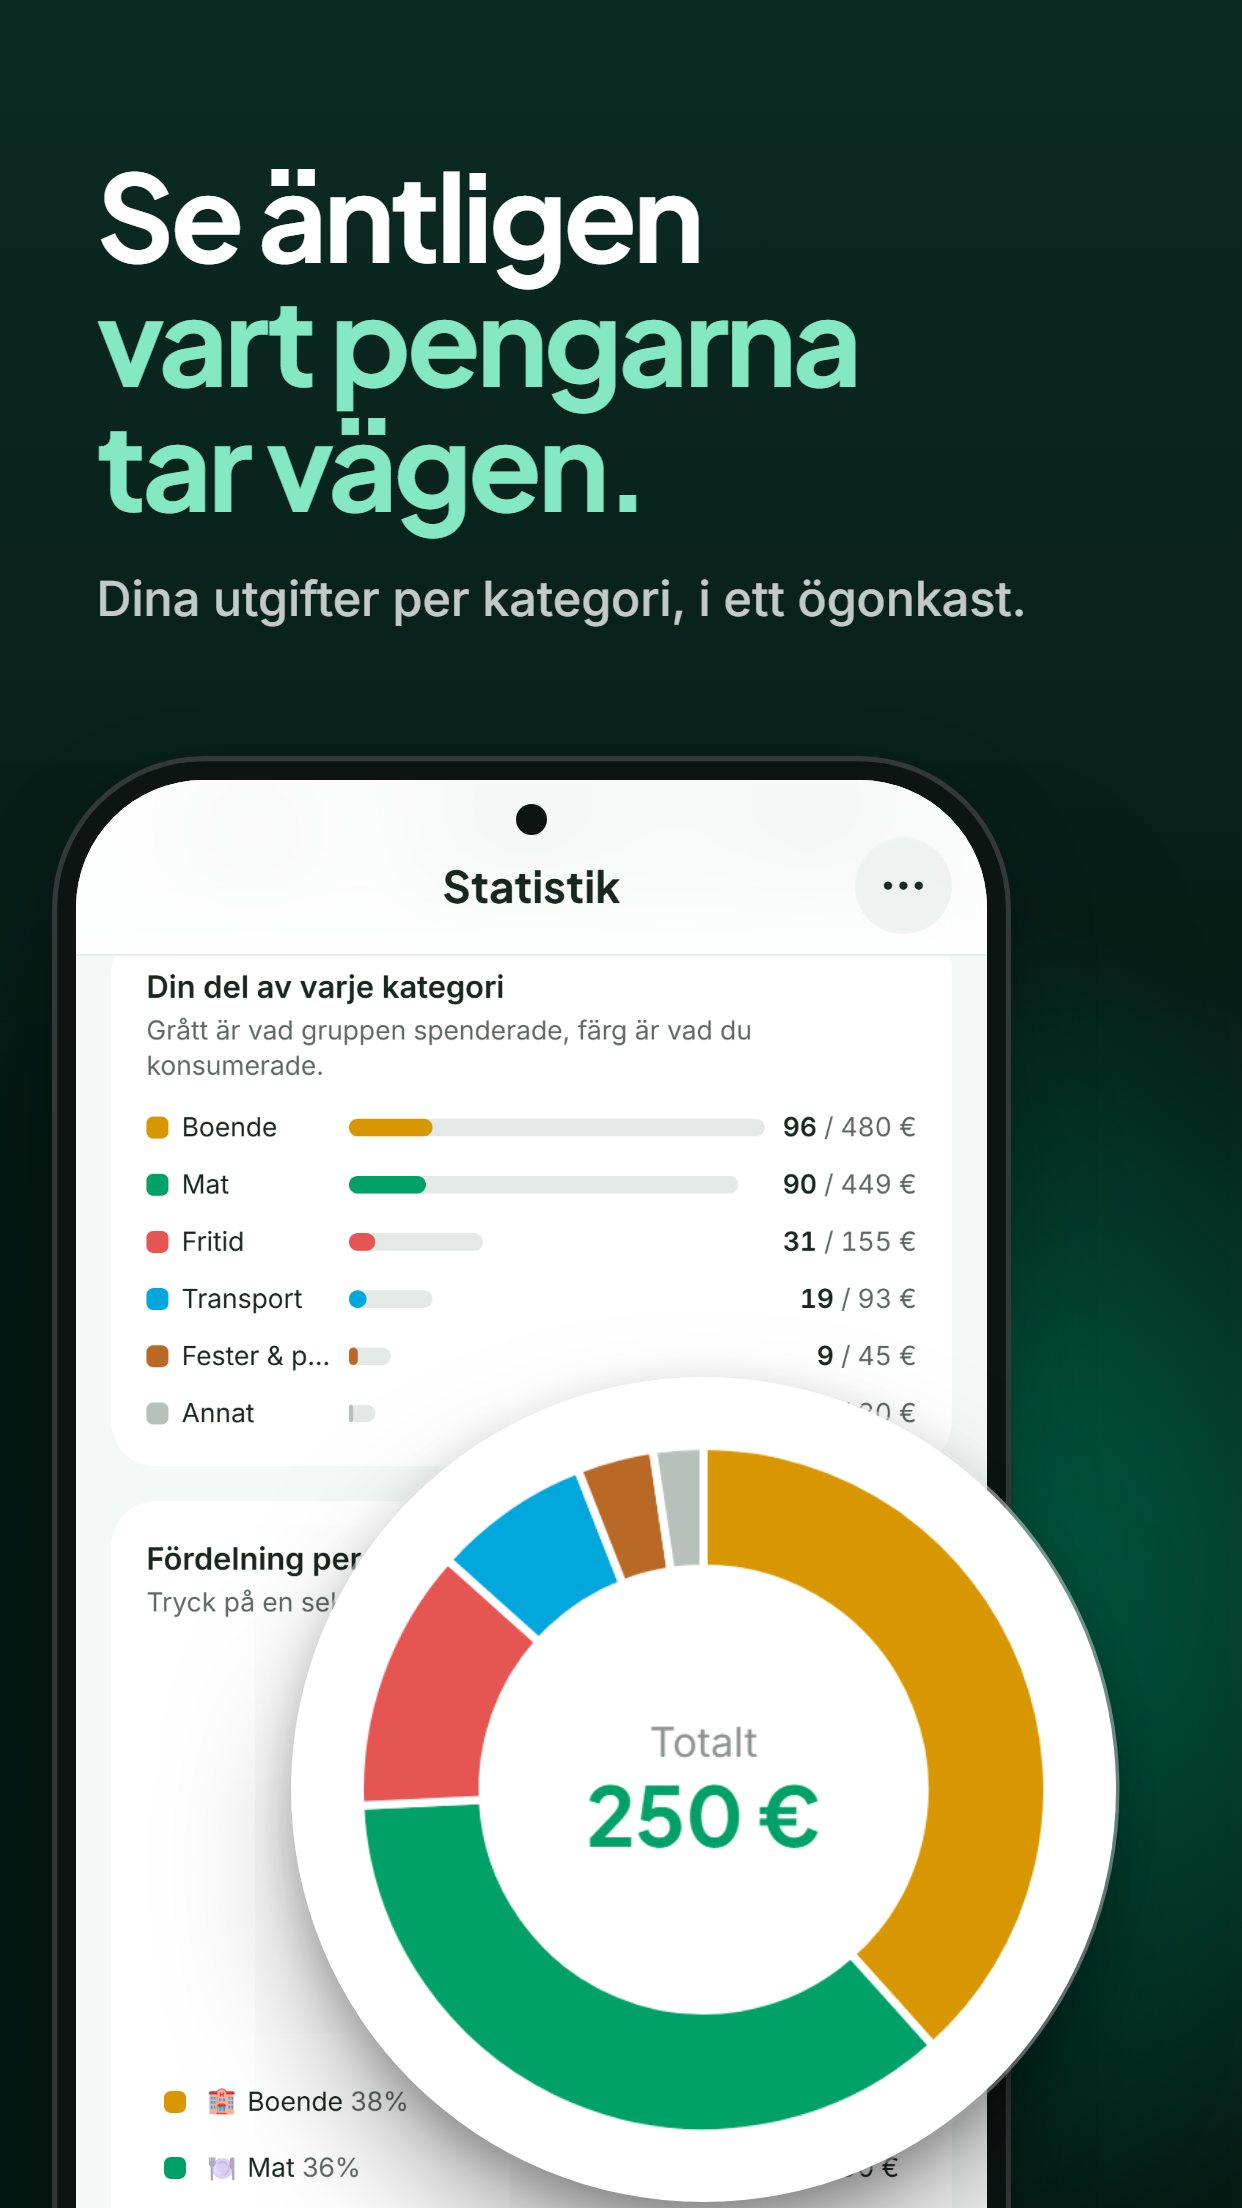 Se äntligen
vart pengarna
tar vägen.
Dina utgifter per kategori, i ett ögonkast.
Statistik
Din del av varje kategori
Grått är vad gruppen spenderade, färg är vad du
konsumerade.
Boende 96 / 480 €
Mat 90 / 449 €
Fritid 31 / 155 €
Transport 19 / 93 €
Fester & p... 9 / 45 €
Annat €
Fördelning per
Tryck på en
Totalt
250 €
Boende 38%
Mat 36% €